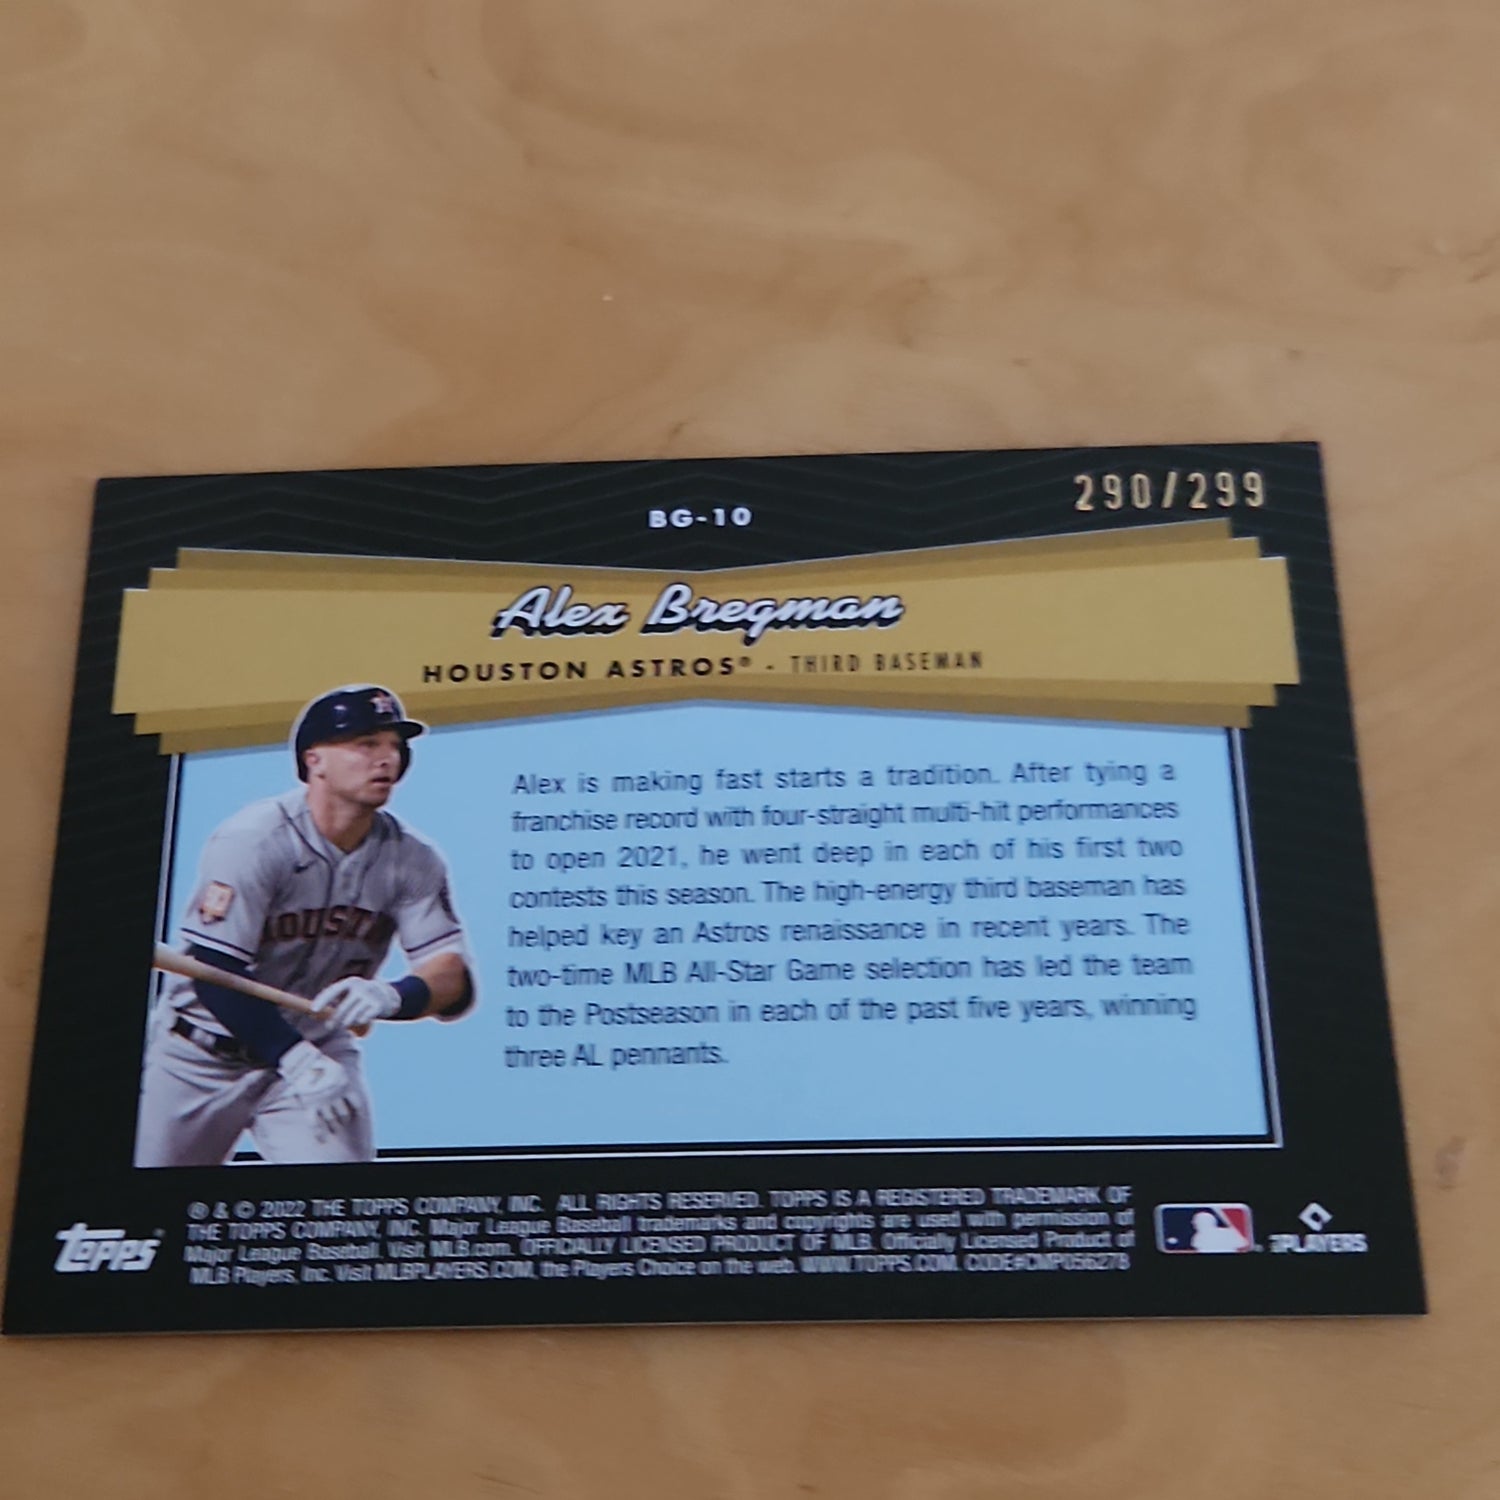 290/299
BG-10
Alex Bregman
HOUSTON ASTROS® - THIRD BASEMAN
Alex is making fast starts a tradition. After tying a
franchise record with four-straight multi-hit performances
to open 2021, he went deep in each of his first two
contests this season. The high-energy third baseman has
helped key an Astros renaissance in recent years. The
two-time MLB All-Star Game selection has led the team
to the Postseason in each of the past five years, winning
three AL pennants.
HOUSTON
® & © 2022 THE TOPPS COMPANY, INC. ALL RIGHTS RESERVED. TOPPS IS A REGISTERED TRADEMARK OF
THE TOPPS COMPANY, INC. Major League Baseball trademarks and copyrights are used with permission of
Major League Baseball. Visit MLB.com. OFFICIALLY LICENSED PRODUCT OF MLB. Officially Licensed Product of
MLB Players, Inc. Visit MLBPLAYERS.COM, the Players Choice on the web. WWW.TOPPS.COM. CODE#CMP056278
topps
PLAYERS